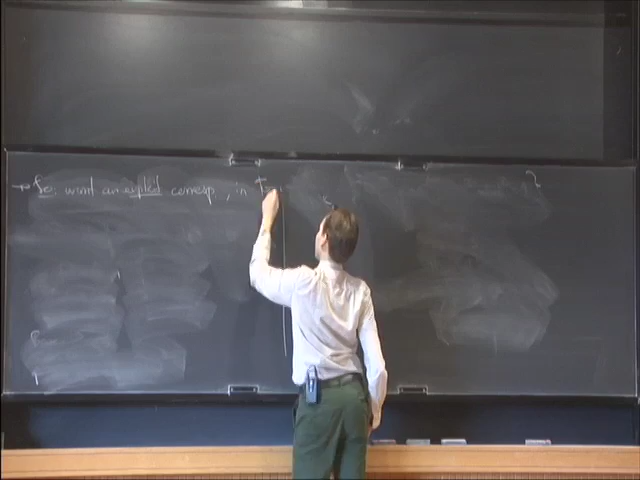 → So: want an explicit corresp, in